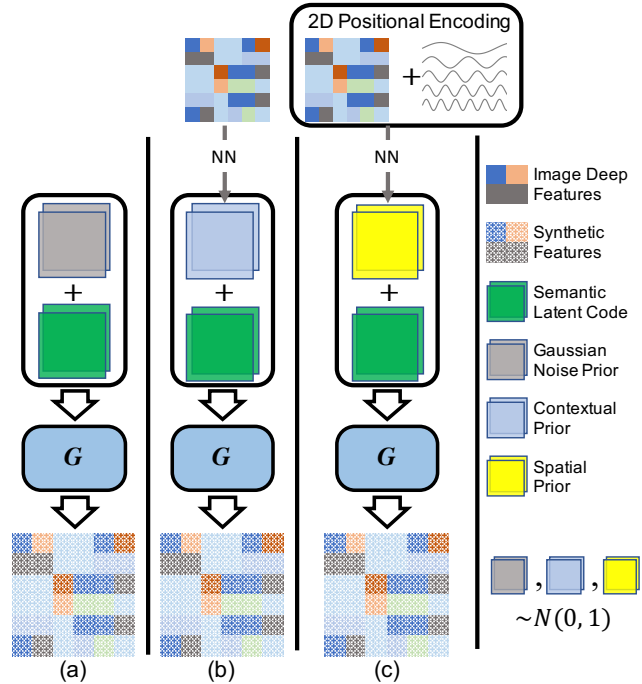 2D Positional Encoding
+
NN
NN
+
+
+
G
G
G
(a)
(b)
(c)
Image Deep
Features
Synthetic
Features
Semantic
Latent Code
Gaussian
Noise Prior
Contextual
Prior
Spatial
Prior
, ,
~N(0, 1)